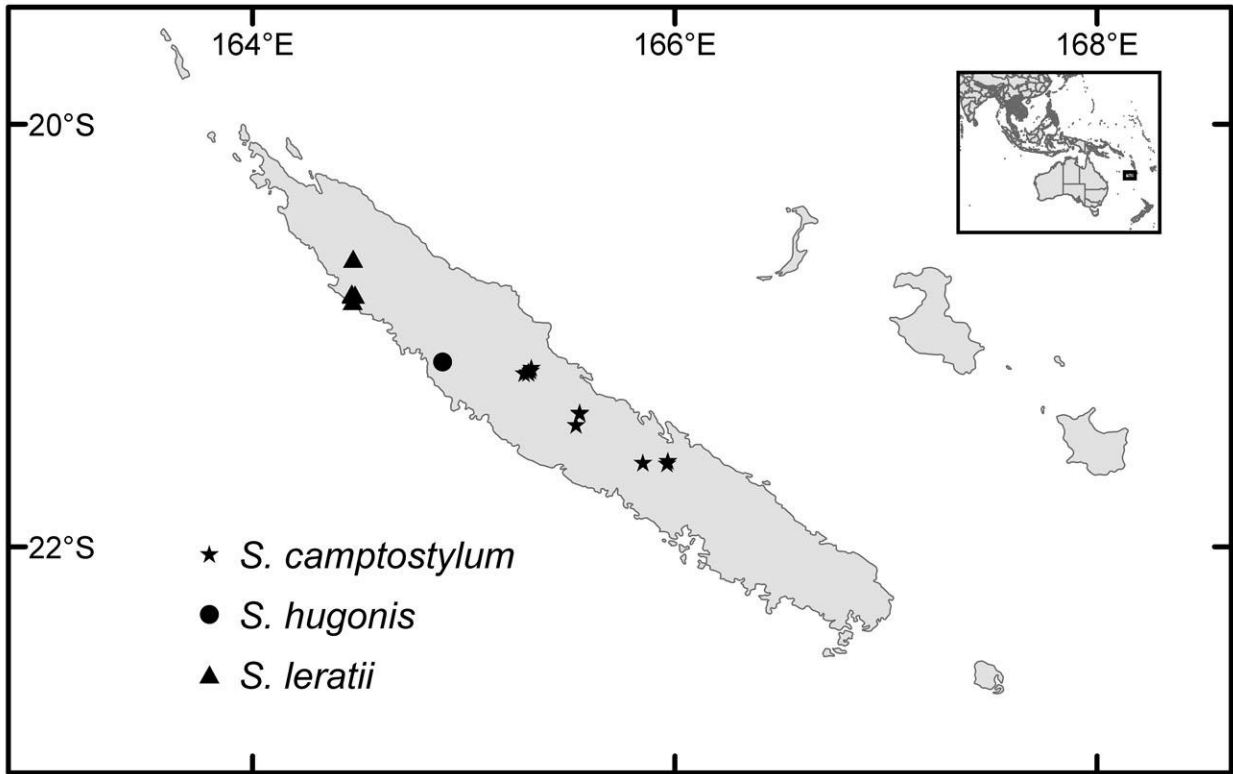 164°E 166°E 168°E
20°S
22°S
S. camptostylum
S. hugonis
S. leratii